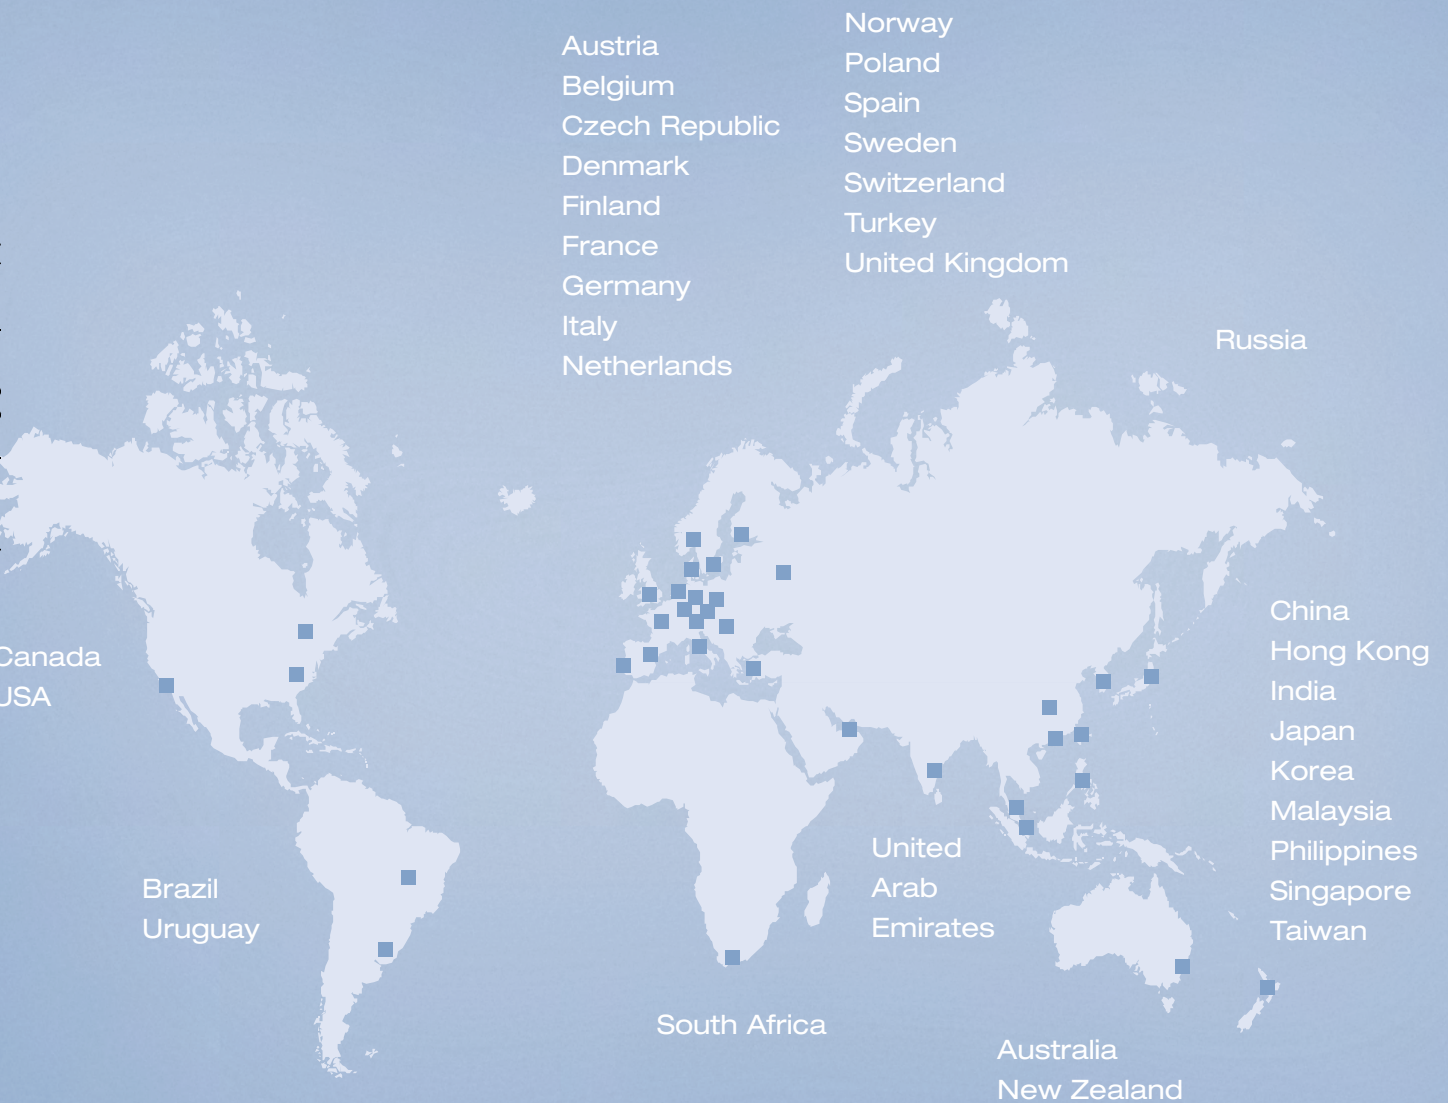 Austria
Belgium
Czech Republic
Denmark
Finland
France
Germany
Italy
Netherlands
Norway
Poland
Spain
Sweden
Switzerland
Turkey
United Kingdom
Russia
Canada
USA
China
Hong Kong
India
Japan
Korea
Malaysia
Philippines
Singapore
Taiwan
Brazil
Uruguay
United
Arab
Emirates
South Africa
Australia
New Zealand